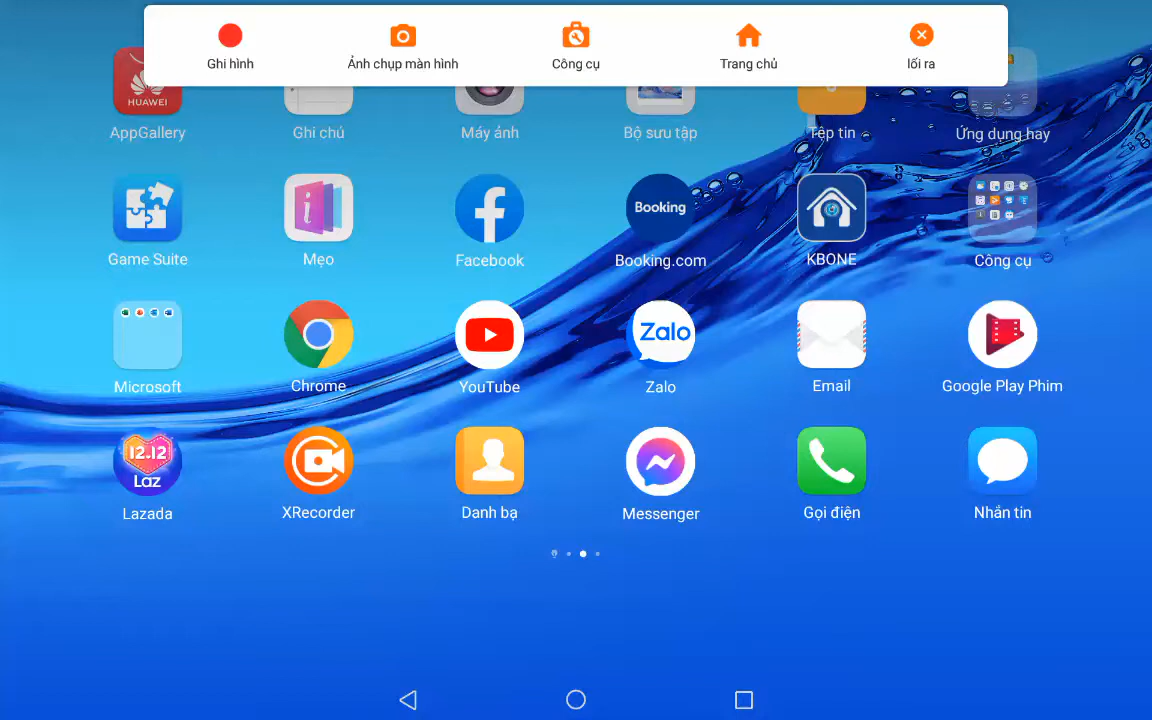 Ghi hình
Ảnh chụp màn hình
Công cụ
Trang chủ
lối ra
HUAWEI
AppGallery
Ghi chú
Máy ảnh
Bộ sưu tập
Tệp tin
Ứng dụng hay
Booking
Game Suite
Mẹo
Facebook
Booking.com
KBONE
Công cụ
Zalo
Microsoft
Chrome
YouTube
Zalo
Email
Google Play Phim
12.12
Laz
Lazada
XRecorder
Danh bạ
Messenger
Gọi điện
Nhắn tin